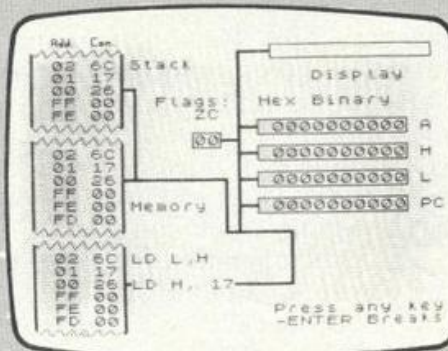 Add. Con.
02 6C Stack
01 17
00 26
FF 00
FE 00
Display
Flags: Hex Binary
ZC
00
0000000000 A
0000000000 H
0000000000 L
0000000000 PC
02 6C
01 17
00 26
FF 00
FE 00 Memory
FD 00
02 6C LD L,H
01 17
00 26 LD H, 17
FF 00
FE 00
FD 00
Press any key
-ENTER Breaks